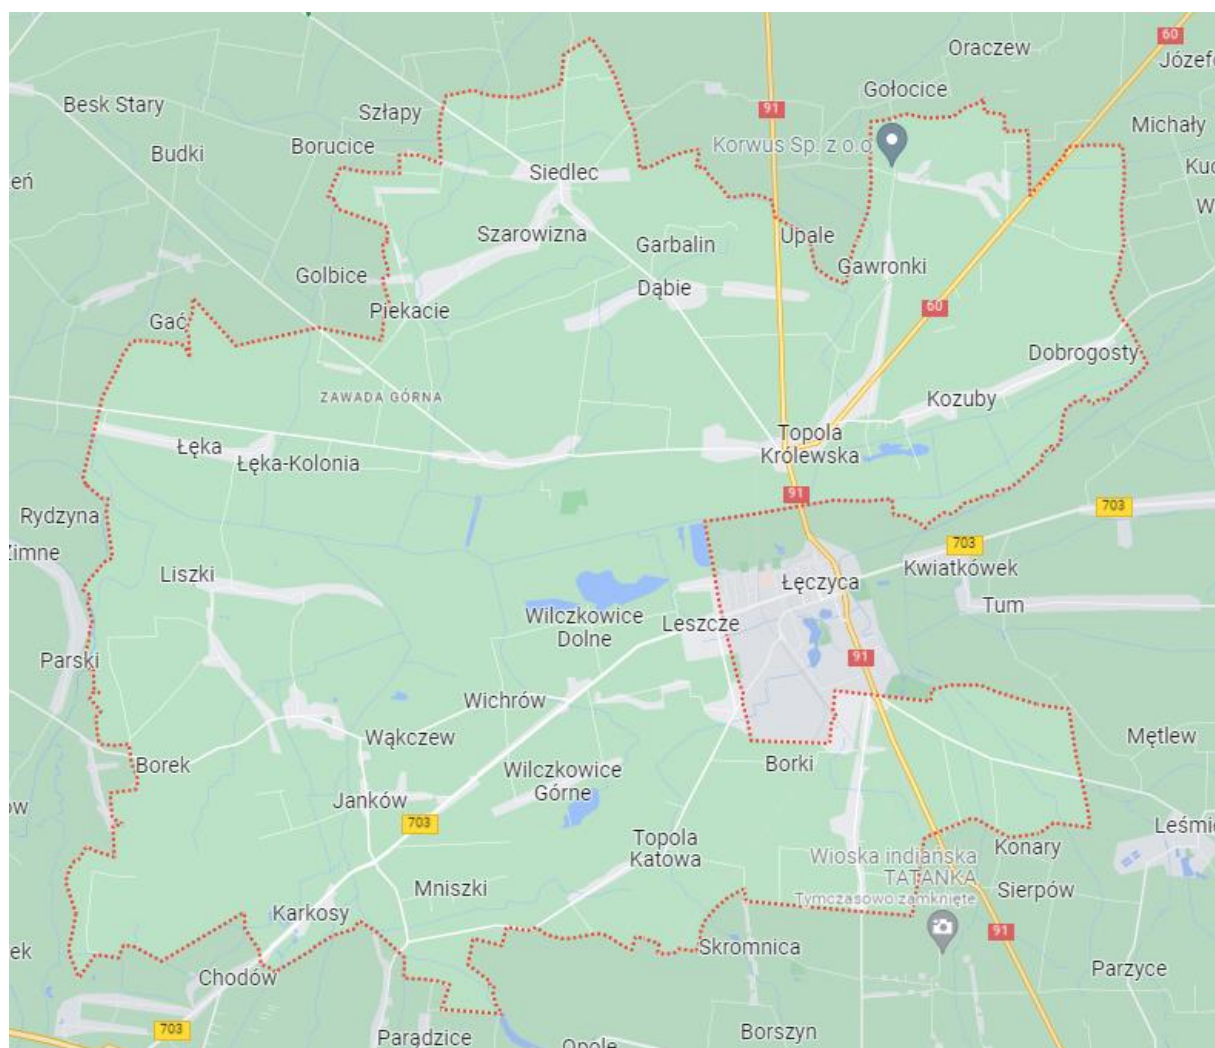 60
Oraczew
Józef
Gołocice
Besk Stary
Szłapy
91
Michały
Borucice
Korwus Sp. z o.o
Budki
Siedlec
Kuc
eń
W
Szarowizna
Garbalin
Upale
Golbice
Gawronki
Dąbie
Piekacie
60
Gać
Dobrogosty
ZAWADA GÓRNA
Kozuby
Łęka
Topola
Królewska
Łęka-Kolonia
91
Rydzyna
703
Zimne
703
Kwiatkówek
Liszki
Łęczyca
Tum
Wilczkowice
Dolne
Leszcze
Parski
91
Wichrów
Wąkczew
Mętlew
Borek
Borki
Wilczkowice
Górne
Janków
ow
703
Leśmie
Topola
Katowa
Konary
Wioska indiańska
TATANKA
Tymczasowo zamknięte
Mniszki
Sierpów
Karkosy
91
ek
Skromnica
Chodów
Parzyce
703
Parądzice
Borszyn
Opole